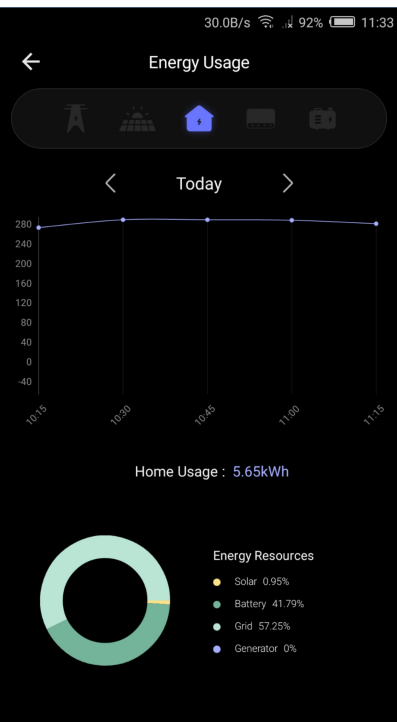 30.0B/s 92% 11:33
Energy Usage
Today
280
240
200
160
120
80
40
0
-40
10:15 10:30 10:45 11:00 11:15
Home Usage : 5.65kWh
Energy Resources
Solar 0.95%
Battery 41.79%
Grid 57.25%
Generator 0%